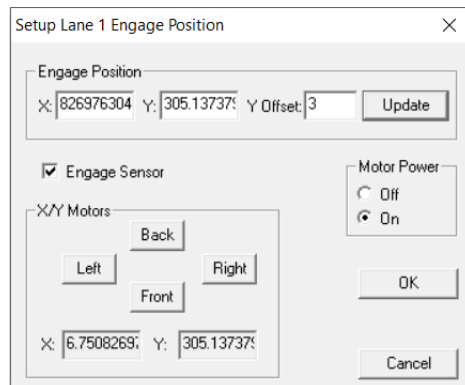 Setup Lane 1 Engage Position
Engage Position
X: 826976304 Y: 305.137379 Y Offset: 3 Update
Engage Sensor
Motor Power
Off
On
X/Y Motors
Back
Left Right
Front
X: 6.75082697 Y: 305.137379
OK
Cancel